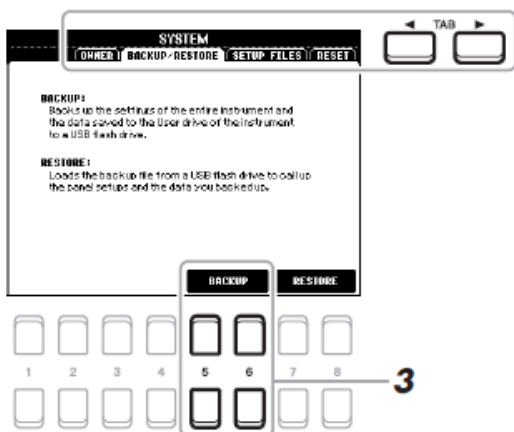 ◄ TAB ►
SYSTEM
OWNER BACKUP/RESTORE SETUP FILES RESET
BACKUP:
Backs up the settings of the entire instrument and
the data saved to the User drive of the instrument
to a USB flash drive.
RESTORE:
Loads the backup file from a USB flash drive to call up
the panel setups and the data you backed up.
BACKUP RESTORE
1 2 3 4 5 6 7 8
3